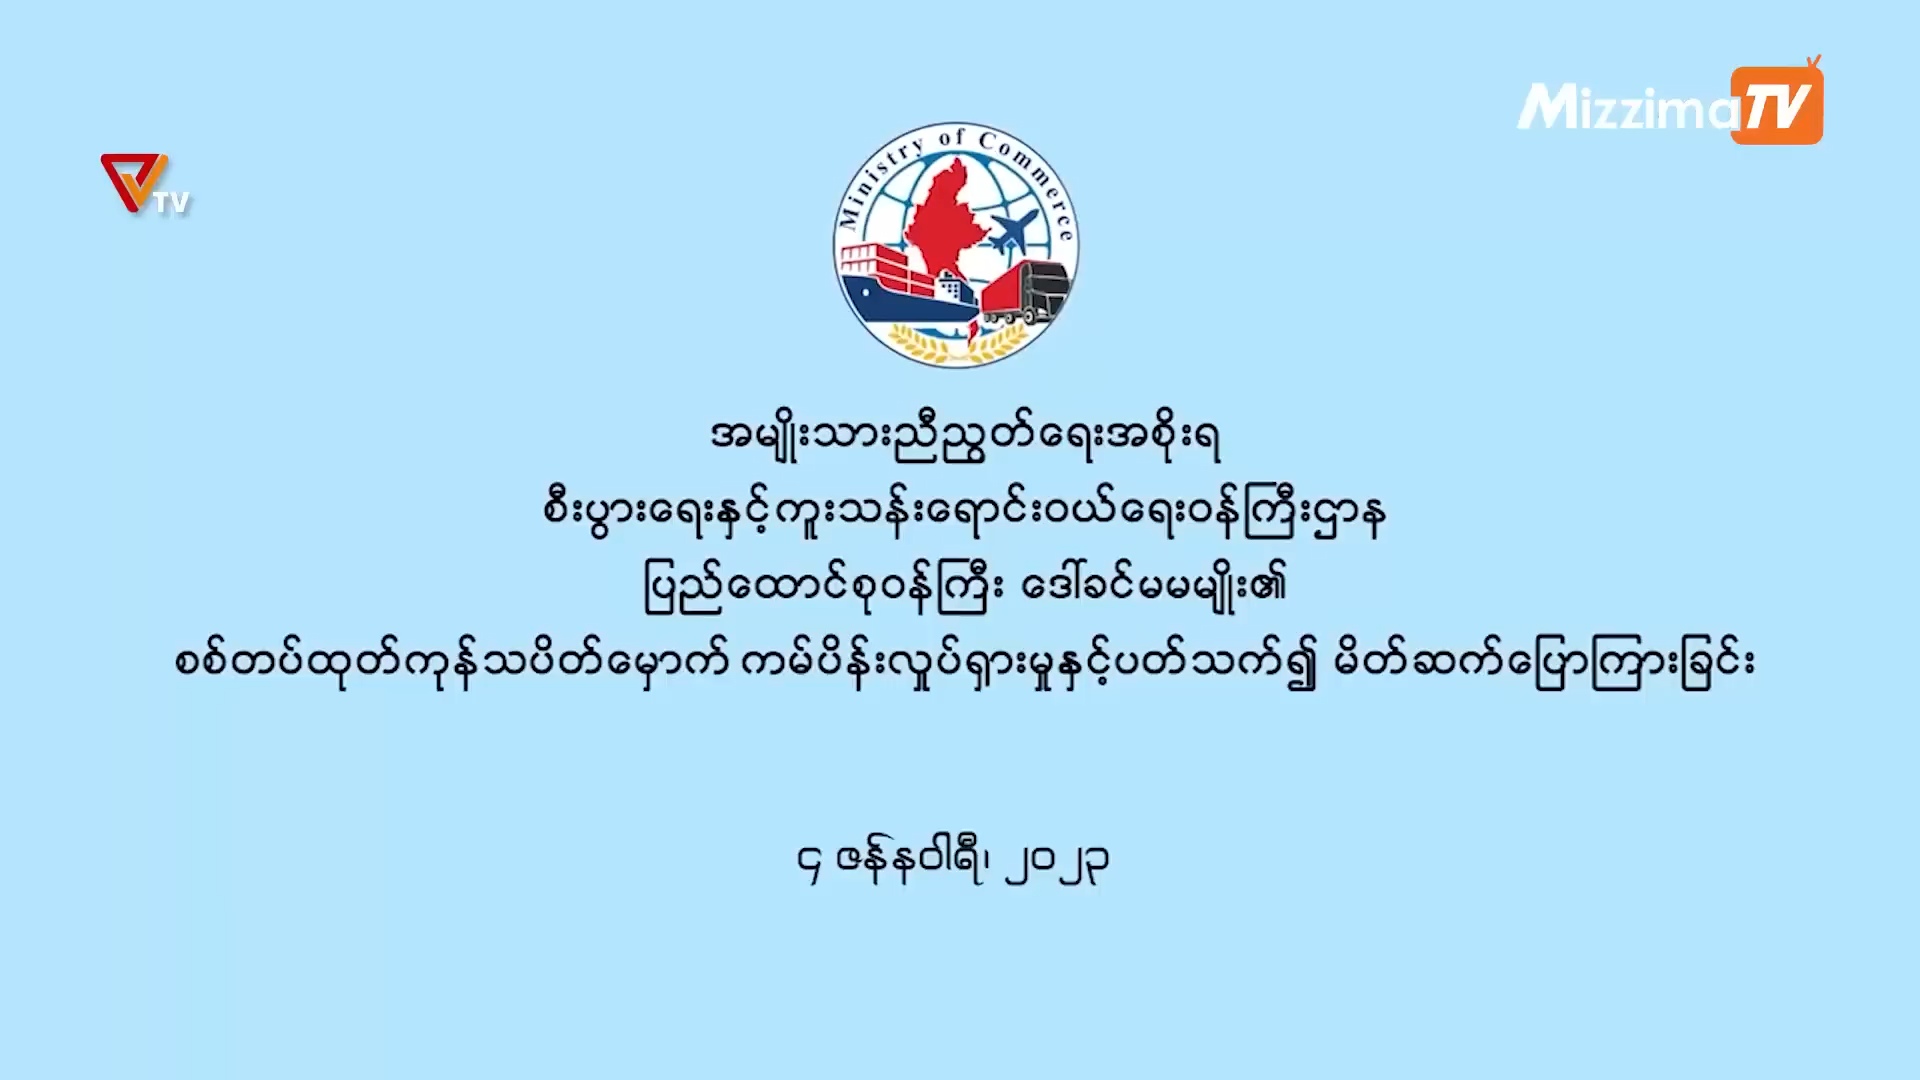 MizzimaTV
TV
Ministry of Commerce
အမျိုးသားညီညွတ်ရေးအစိုးရ
စီးပွားရေးနှင့်ကူးသန်းရောင်းဝယ်ရေးဝန်ကြီးဌာန
ပြည်ထောင်စုဝန်ကြီး ဒေါ်ခင်မမမျိုး၏
စစ်တပ်ထုတ်ကုန်သပိတ်မှောက် ကမ်ပိန်းလှုပ်ရှားမှုနှင့်ပတ်သက်၍ မိတ်ဆက်ပြောကြားခြင်း
၄ ဇန်နဝါရီ၊ ၂၀၂၃